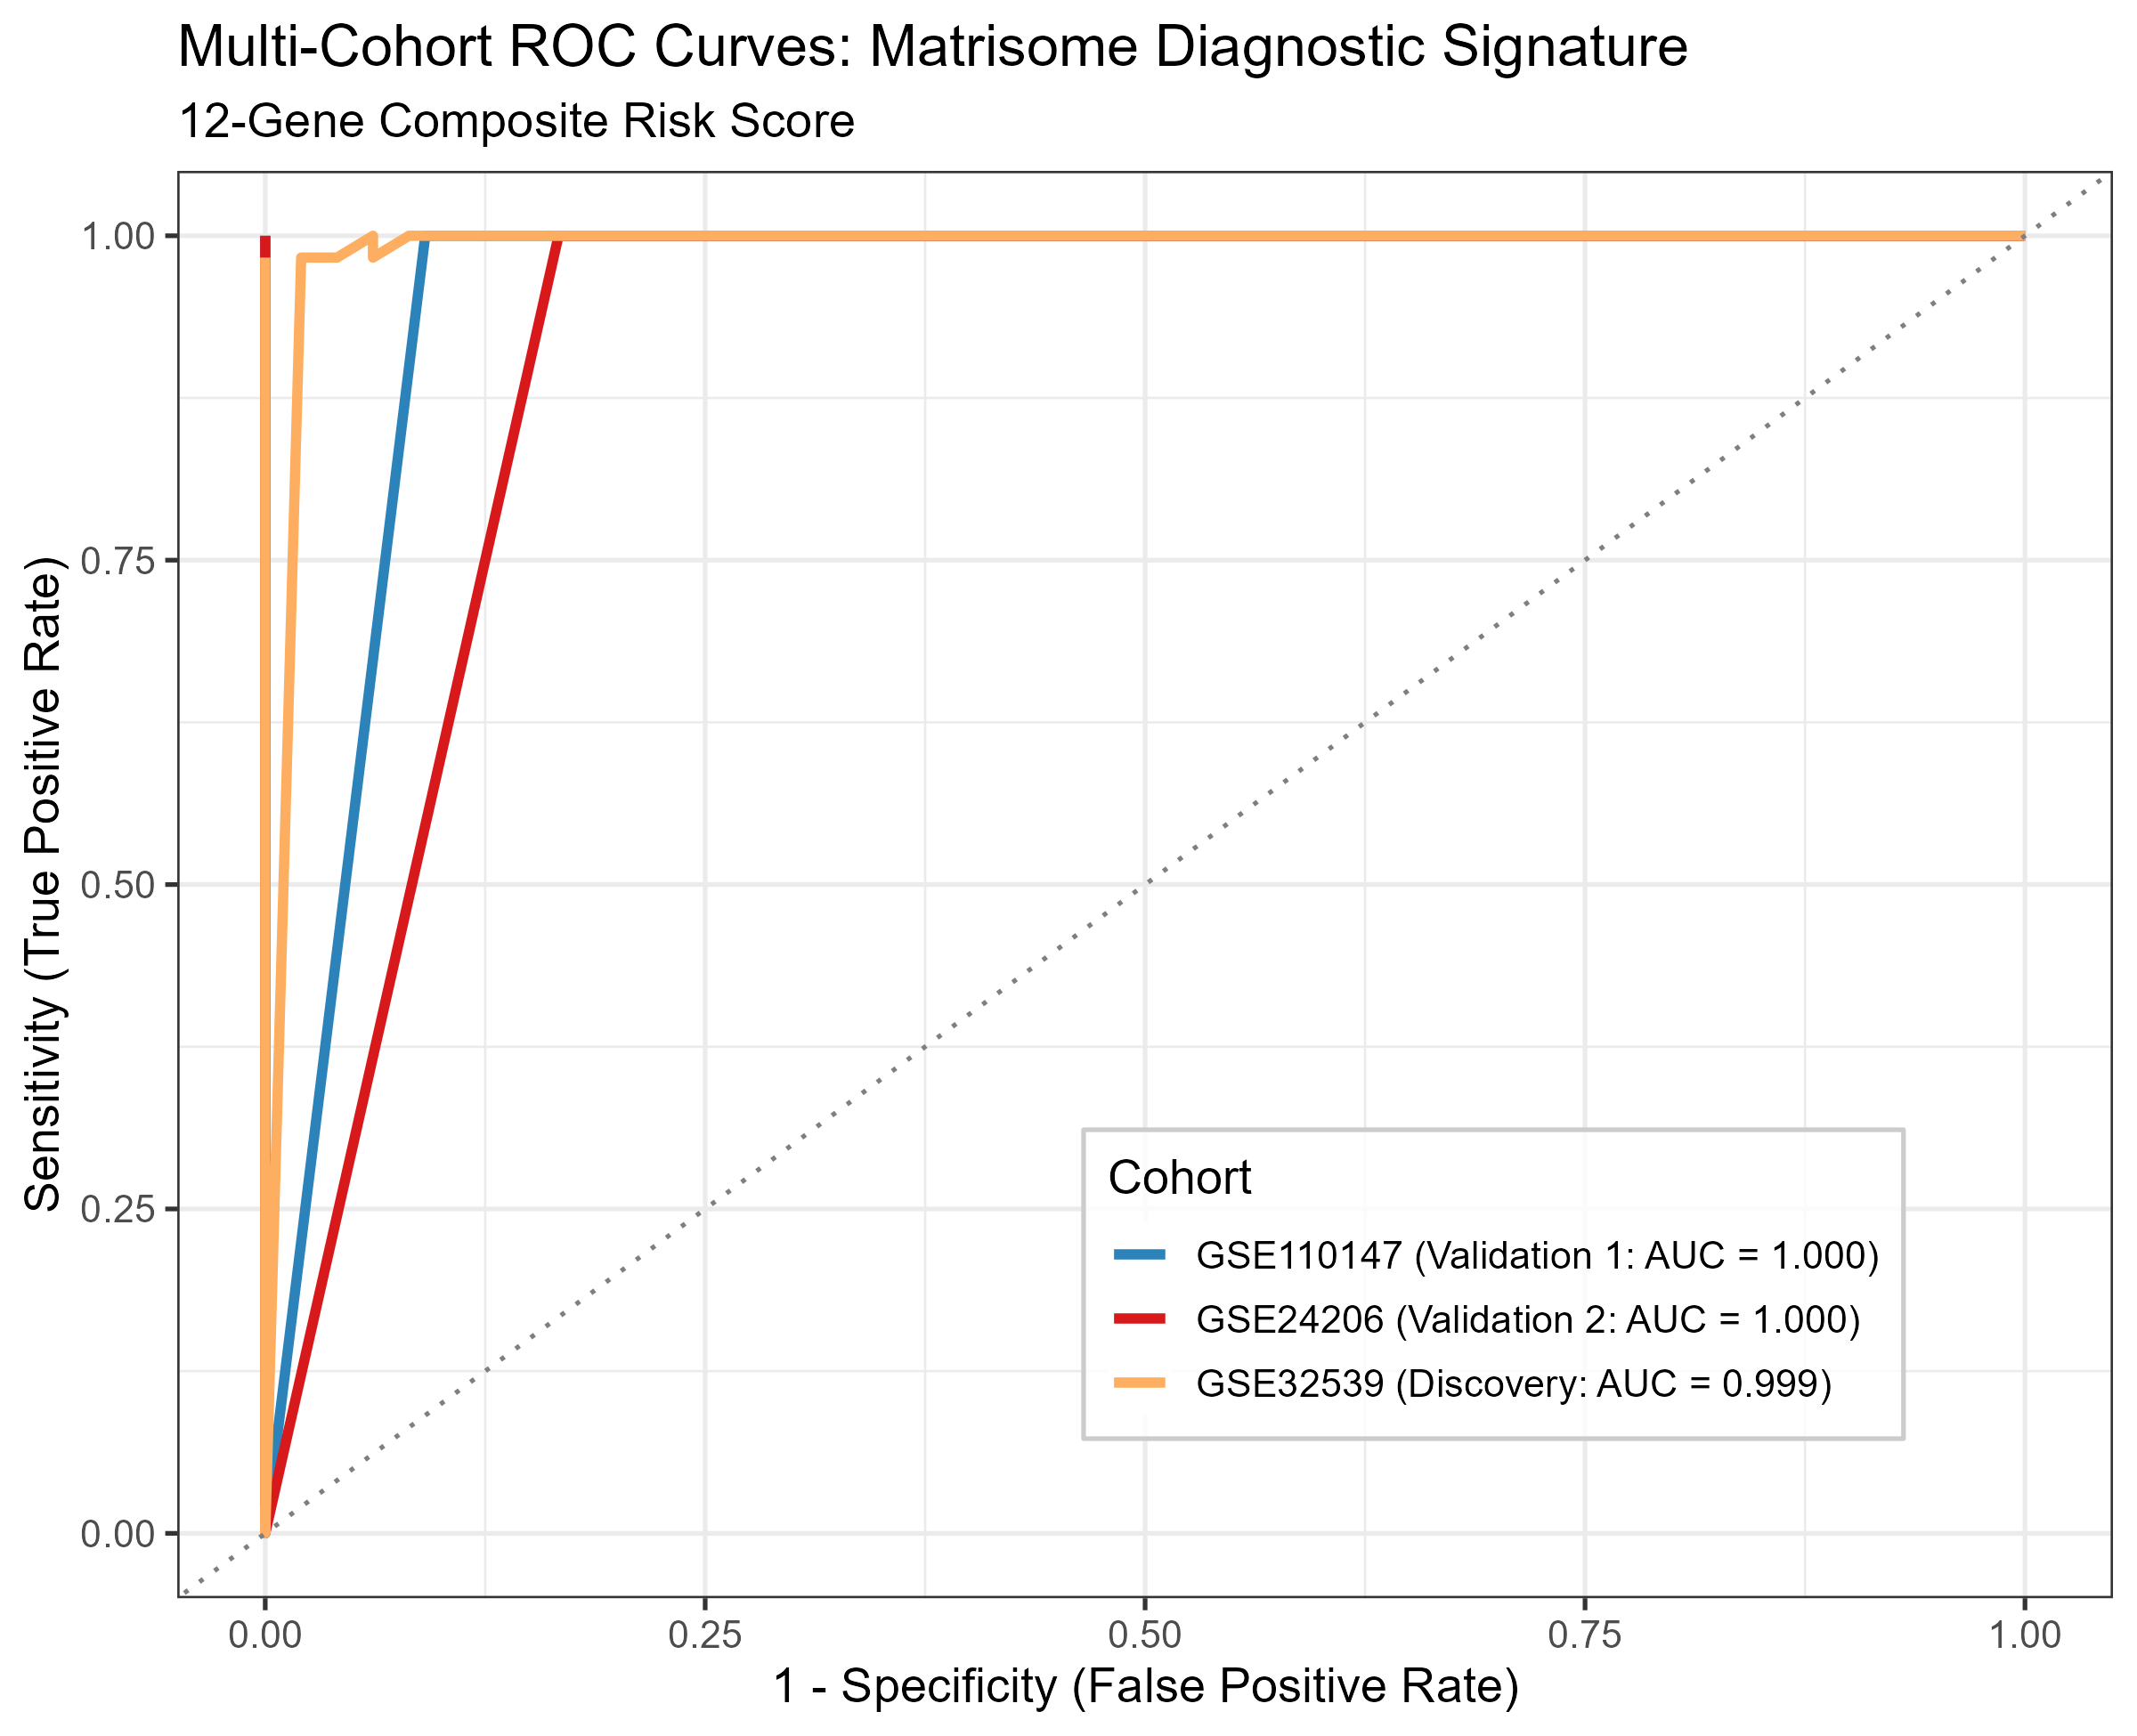 Multi-Cohort ROC Curves: Matrisome Diagnostic Signature
12-Gene Composite Risk Score
Sensitivity (True Positive Rate)
1.00
0.75
0.50
0.25
0.00
Cohort
GSE110147 (Validation 1: AUC = 1.000)
GSE24206 (Validation 2: AUC = 1.000)
GSE32539 (Discovery: AUC = 0.999)
0.00 0.25 0.50 0.75 1.00
1 - Specificity (False Positive Rate)